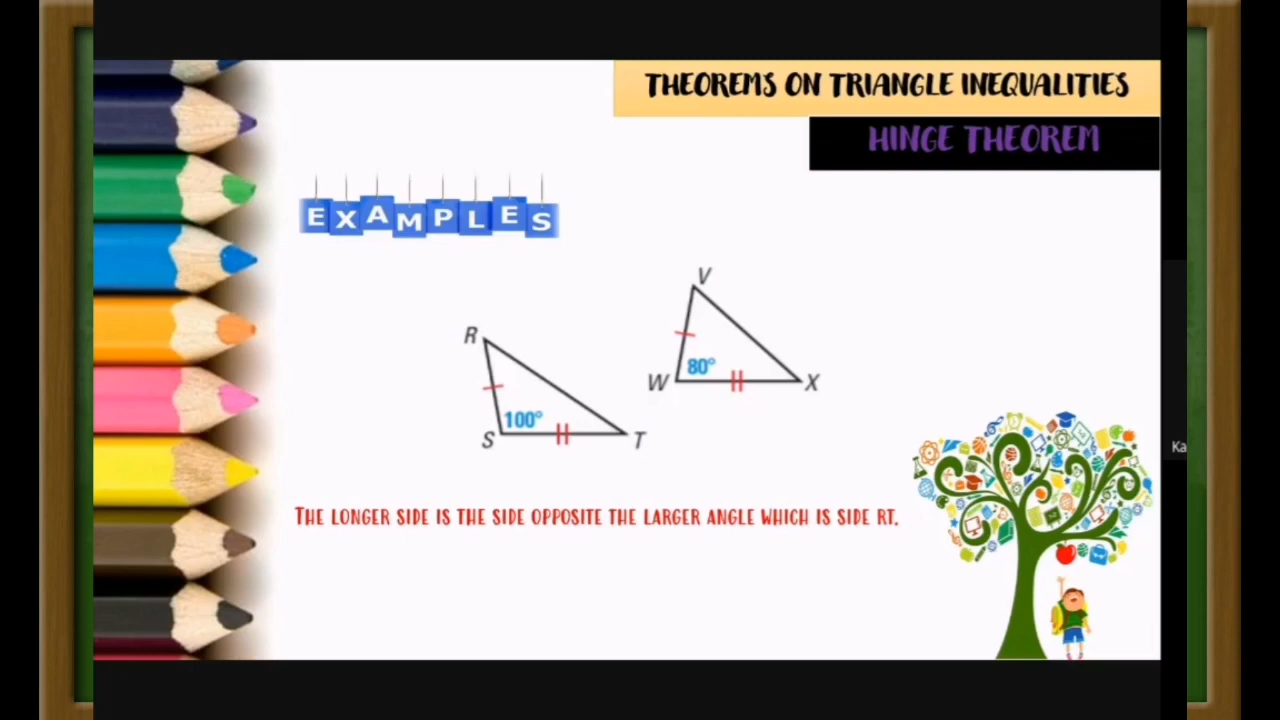 THEOREMS ON TRIANGLE INEQUALITIES
HINGE THEOREM
EXAMPLES
V
R
80°
W
X
100°
S
T
Ka
THE LONGER SIDE IS THE SIDE OPPOSITE THE LARGER ANGLE WHICH IS SIDE RT.